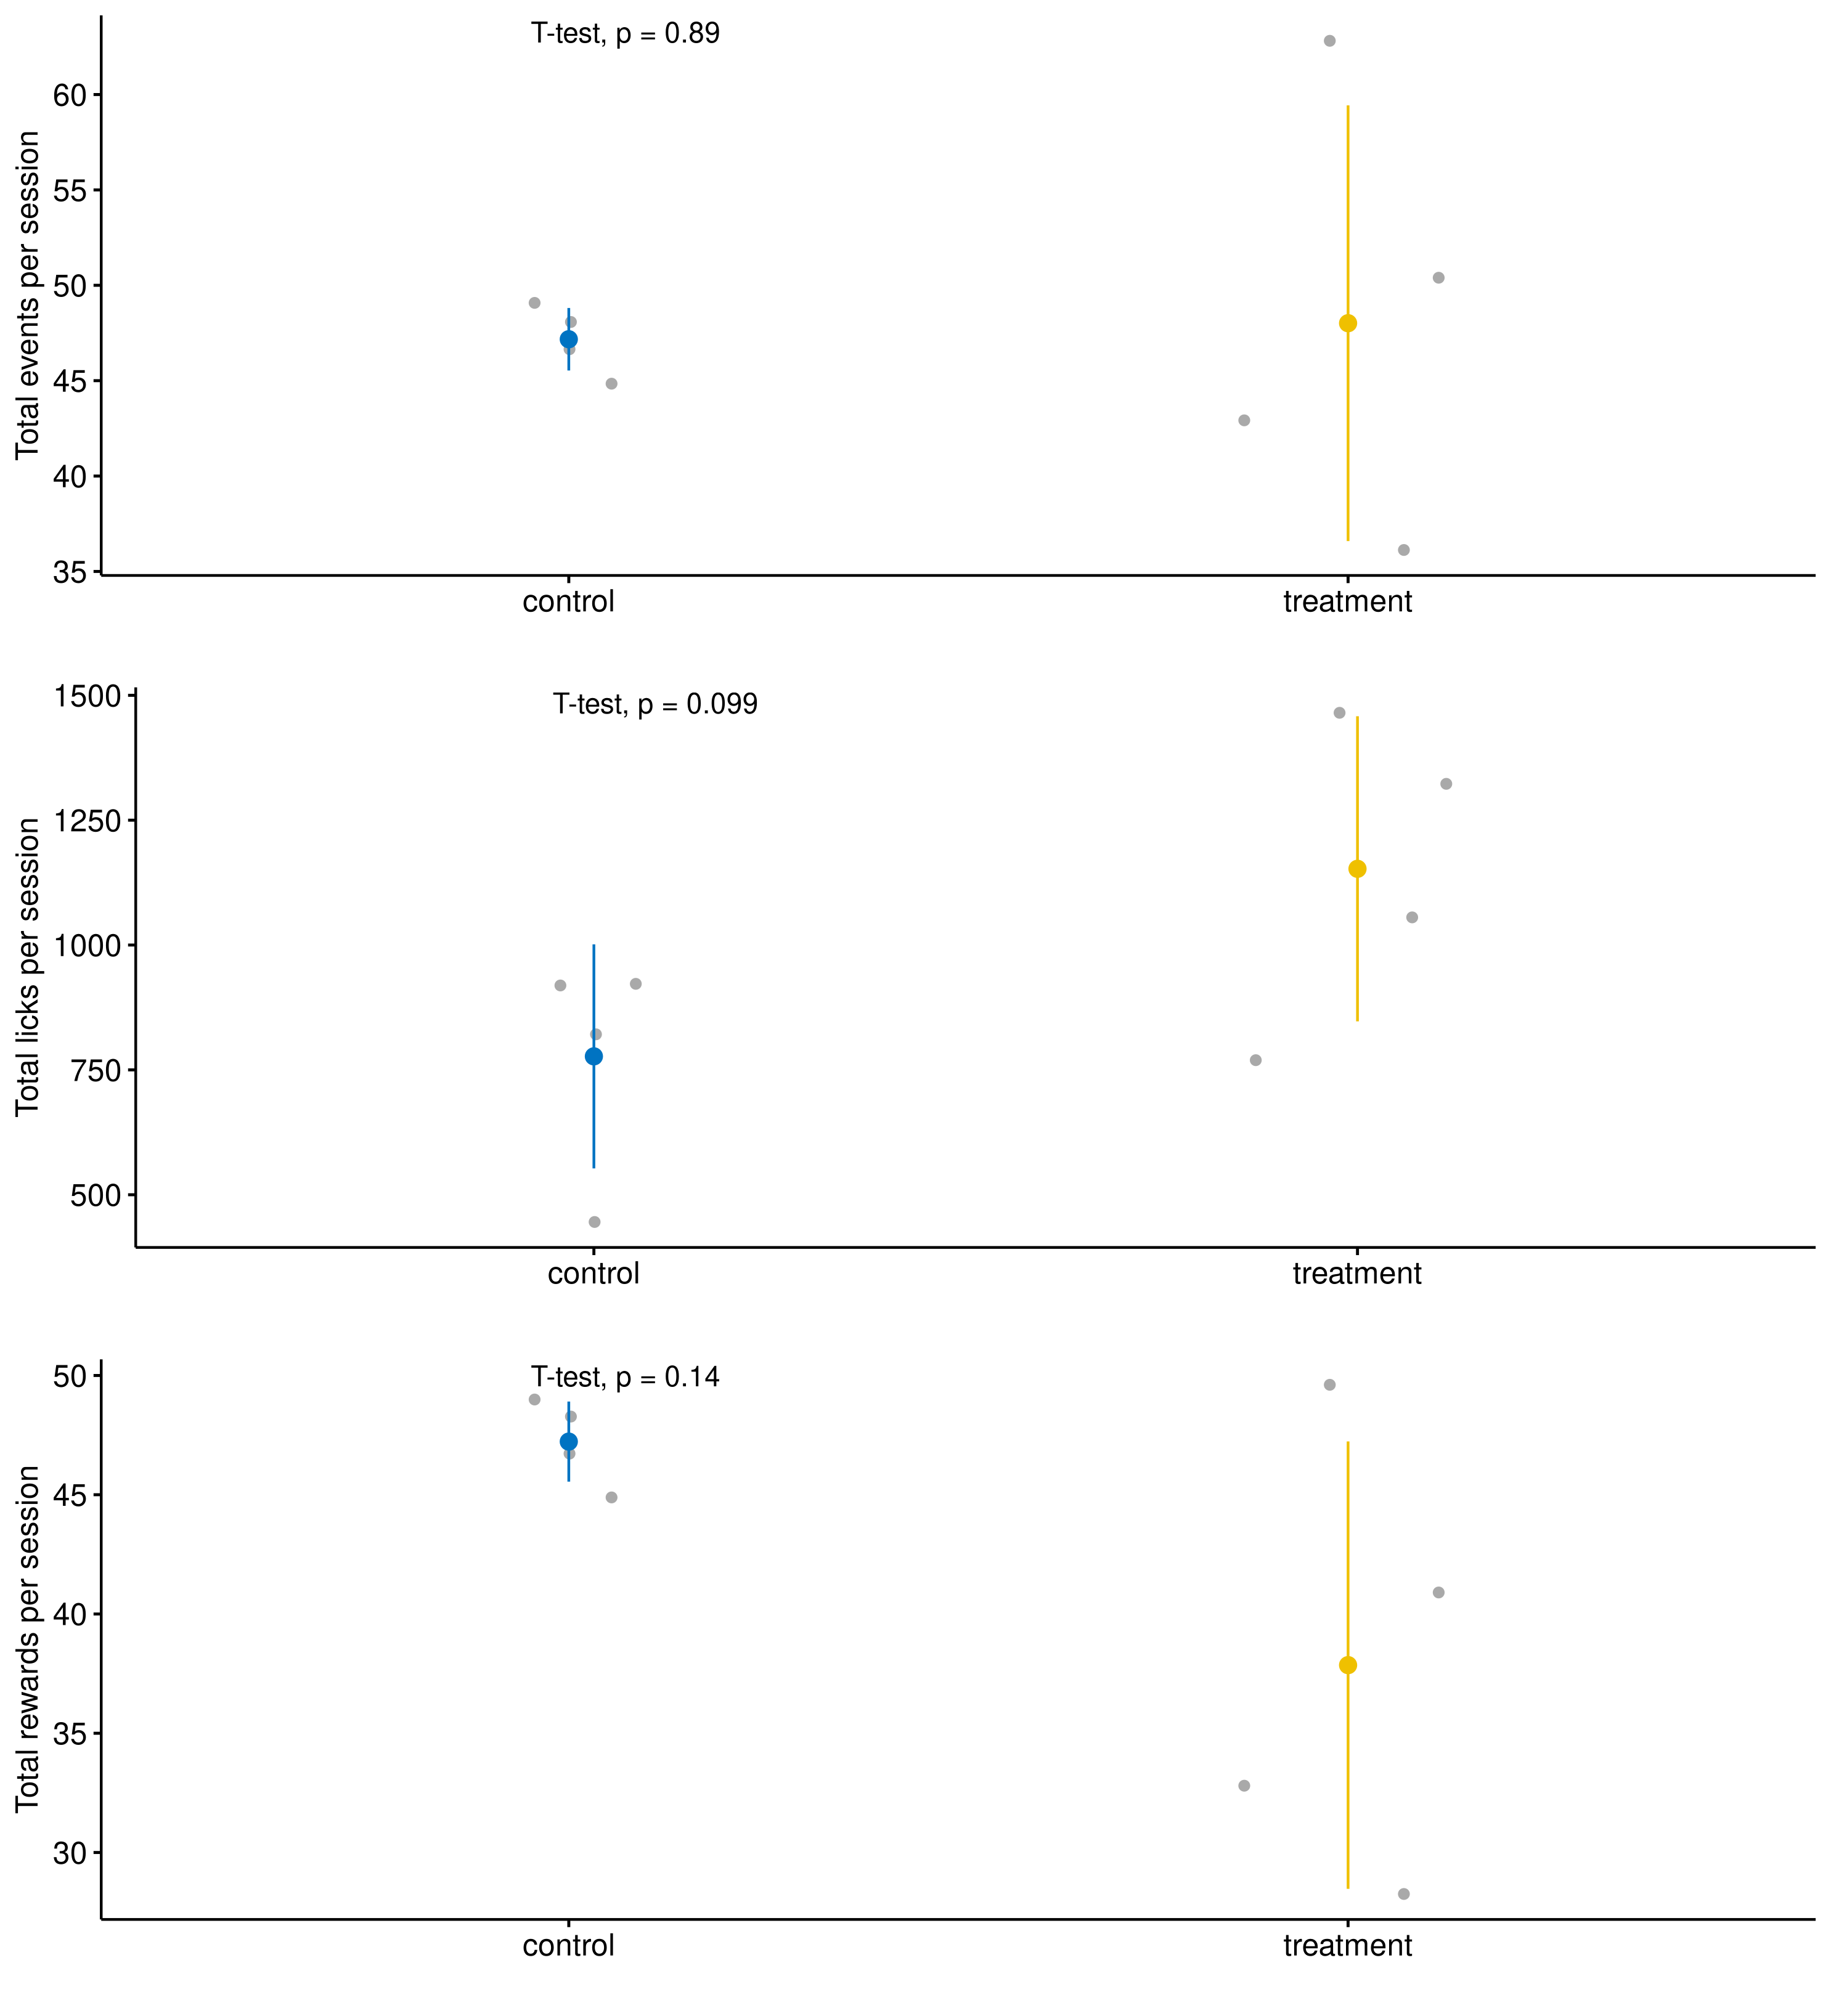 T-test, p = 0.89
Total events per session
60
55
50
45
40
35
control
treatment
T-test, p = 0.099
Total licks per session
1500
1250
1000
750
500
control
treatment
T-test, p = 0.14
Total rewards per session
50
45
40
35
30
control
treatment